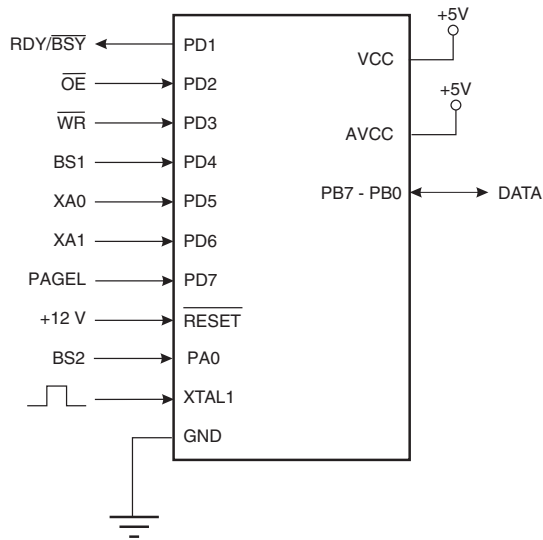 RDY/BSY PD1
OE PD2
WR PD3
BS1 PD4
XA0 PD5
XA1 PD6
PAGEL PD7
+12 V RESET
BS2 PA0
XTAL1
GND
+5V
VCC
+5V
AVCC
PB7 - PB0 DATA